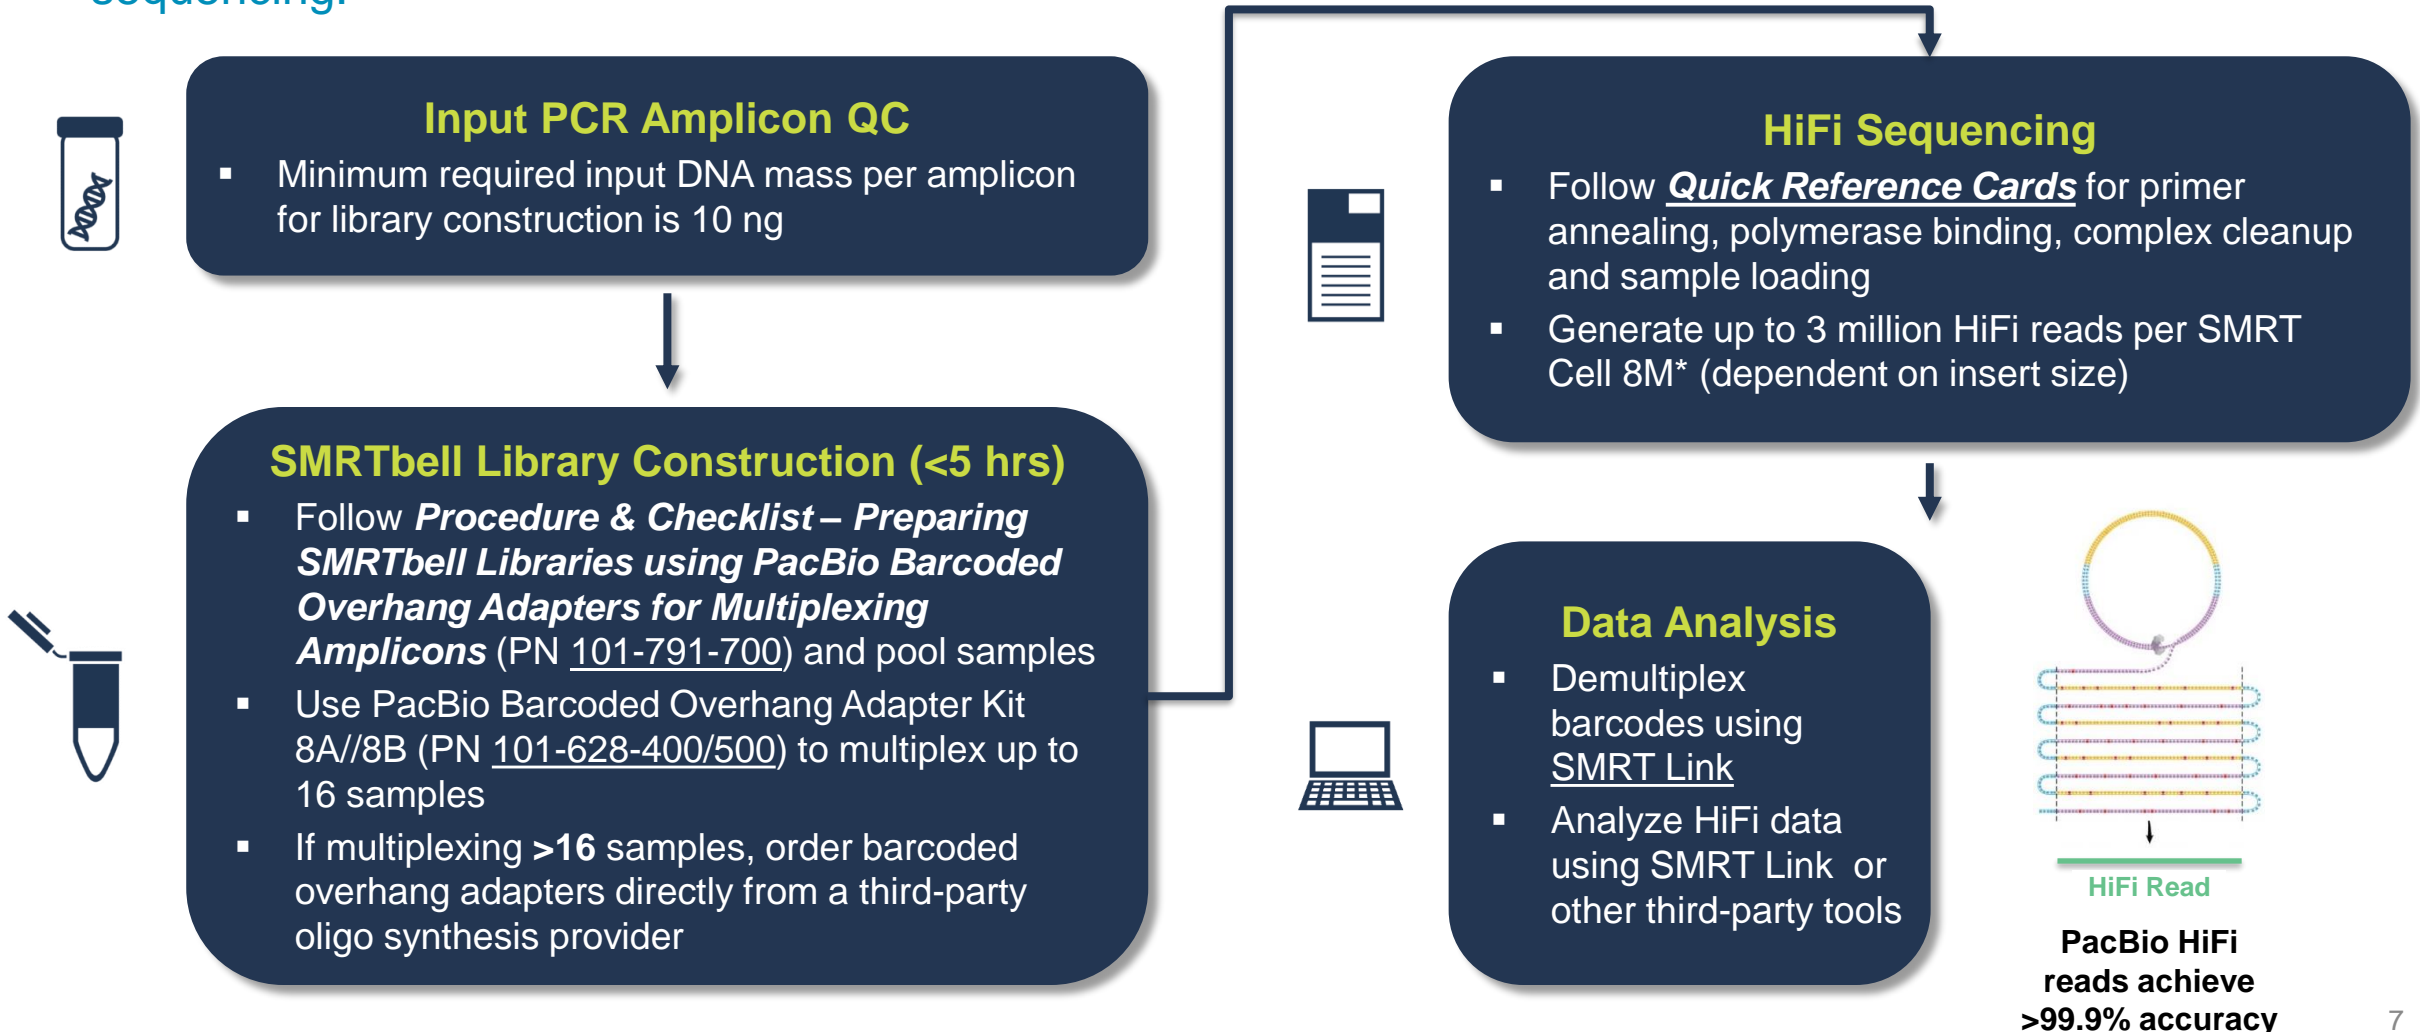 sequencing.
Input PCR Amplicon QC
▪ Minimum required input DNA mass per amplicon
for library construction is 10 ng
SMRTbell Library Construction (<5 hrs)
▪ Follow Procedure & Checklist – Preparing
SMRTbell Libraries using PacBio Barcoded
Overhang Adapters for Multiplexing
Amplicons (PN 101-791-700) and pool samples
▪ Use PacBio Barcoded Overhang Adapter Kit
8A//8B (PN 101-628-400/500) to multiplex up to
16 samples
▪ If multiplexing >16 samples, order barcoded
overhang adapters directly from a third-party
oligo synthesis provider
HiFi Sequencing
▪ Follow Quick Reference Cards for primer
annealing, polymerase binding, complex cleanup
and sample loading
▪ Generate up to 3 million HiFi reads per SMRT
Cell 8M* (dependent on insert size)
Data Analysis
▪ Demultiplex
barcodes using
SMRT Link
▪ Analyze HiFi data
using SMRT Link or
other third-party tools
HiFi Read
PacBio HiFi
reads achieve
>99.9% accuracy
7